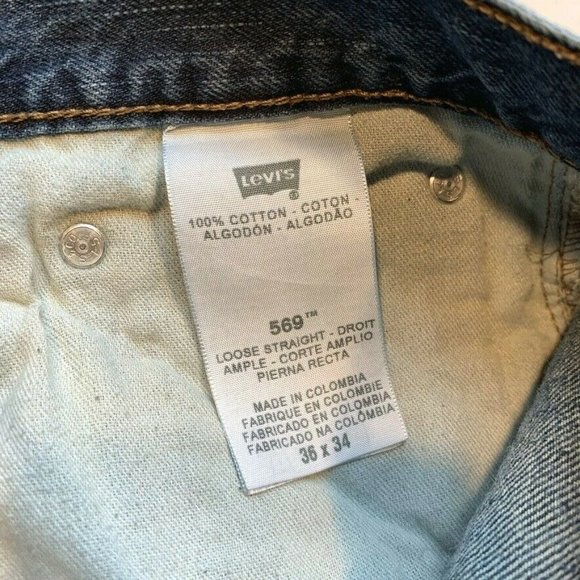 Levi's
®
100% COTTON - COTON -
ALGODÓN - ALGODÃO
569™
LOOSE STRAIGHT - DROIT
AMPLE - CORTE AMPLIO
PIERNA RECTA
MADE IN COLOMBIA
FABRIQUE EN COLOMBIE
FABRICADO EN COLOMBIA
FABRICADO NA COLÔMBIA
36 x 34